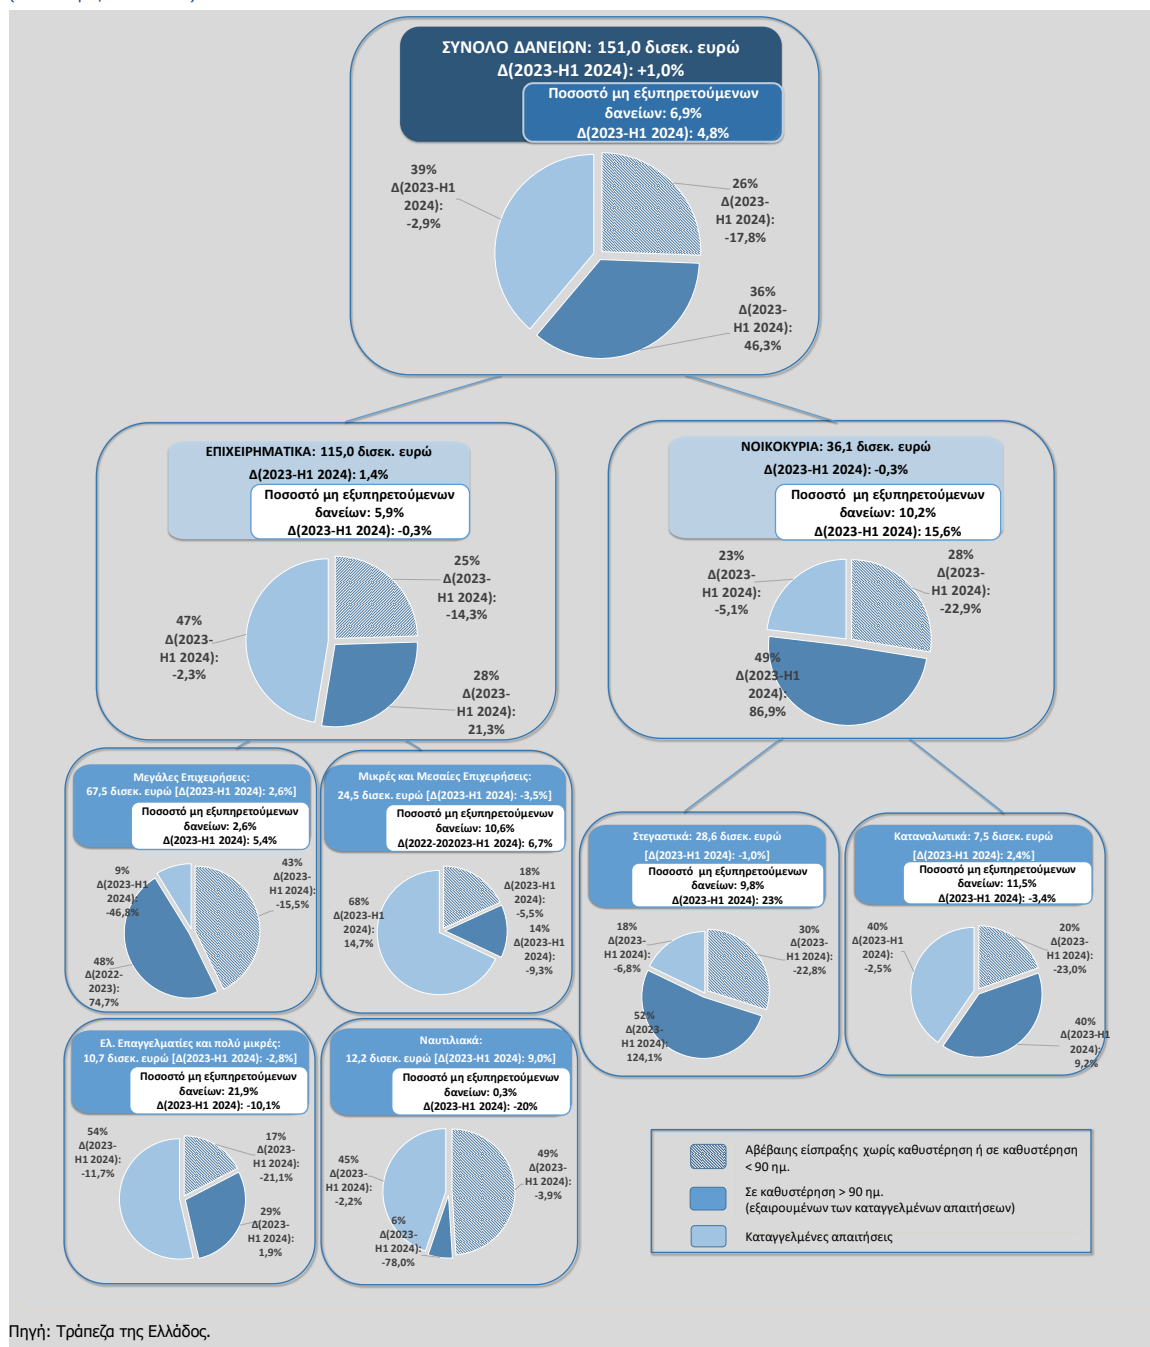 ΣΥΝΟΛΟ ΔΑΝΕΙΩΝ: 151,0 δισεκ. ευρώ
Δ(2023-H1 2024): +1,0%
Ποσοστό μη εξυπηρετούμενων
δανείων: 6,9%
Δ(2023-H1 2024): 4,8%
39%
Δ(2023-H1
2024):
-2,9%
26%
Δ(2023-
H1 2024):
-17,8%
36%
Δ(2023-
H1 2024):
46,3%
ΕΠΙΧΕΙΡΗΜΑΤΙΚΑ: 115,0 δισεκ. ευρώ
Δ(2023-H1 2024): 1,4%
Ποσοστό μη εξυπηρετούμενων
δανείων: 5,9%
Δ(2023-H1 2024): -0,3%
25%
Δ(2023-
H1 2024):
-14,3%
47%
Δ(2023-
H1 2024):
-2,3%
28%
Δ(2023-
H1 2024):
21,3%
ΝΟΙΚΟΚΥΡΙΑ: 36,1 δισεκ. ευρώ
Δ(2023-H1 2024): -0,3%
Ποσοστό μη εξυπηρετούμενων
δανείων: 10,2%
Δ(2023-H1 2024): 15,6%
23%
Δ(2023-
H1 2024):
-5,1%
28%
Δ(2023-
H1 2024):
-22,9%
49%
Δ(2023-H1
2024):
86,9%
Μεγάλες Επιχειρήσεις:
67,5 δισεκ. ευρώ [Δ(2023-H1 2024): 2,6%]
Ποσοστό μη εξυπηρετούμενων
δανείων: 2,6%
Δ(2023-H1 2024): 5,4%
9%
Δ(2023-H1
2024):
-46,8%
43%
Δ(2023-
H1 2024):
-15,5%
48%
Δ(2022-
2023):
74,7%
Μικρές και Μεσαίες Επιχειρήσεις:
24,5 δισεκ. ευρώ [Δ(2023-H1 2024): -3,5%]
Ποσοστό μη εξυπηρετούμενων
δανείων: 10,6%
Δ(2022-202023-H1 2024): 6,7%
68%
Δ(2023-H1
2024):
14,7%
18%
Δ(2023-H1
2024):
-5,5%
14%
Δ(2023-H1
2024):
-9,3%
Στεγαστικά: 28,6 δισεκ. ευρώ
[Δ(2023-H1 2024): -1,0%]
Ποσοστό μη εξυπηρετούμενων
δανείων: 9,8%
Δ(2023-H1 2024): 23%
18%
Δ(2023-
H1 2024):
-6,8%
30%
Δ(2023-
H1 2024):
-22,8%
52%
Δ(2023-
H1 2024):
124,1%
Καταναλωτικά: 7,5 δισεκ. ευρώ
[Δ(2023-H1 2024): 2,4%]
Ποσοστό μη εξυπηρετούμενων
δανείων: 11,5%
Δ(2023-H1 2024): -3,4%
40%
Δ(2023-H1
2024):
-2,5%
20%
Δ(2023-
H1 2024):
-23,0%
40%
Δ(2023-H1
2024):
9,2%
Ελ. Επαγγελματίες και πολύ μικρές:
10,7 δισεκ. ευρώ [Δ(2023-H1 2024): -2,8%]
Ποσοστό μη εξυπηρετούμενων
δανείων: 21,9%
Δ(2023-H1 2024): -10,1%
54%
Δ(2023-
H1 2024):
-11,7%
17%
Δ(2023-
H1 2024):
-21,1%
29%
Δ(2023-
H1 2024):
1,9%
Ναυτιλιακά:
12,2 δισεκ. ευρώ [Δ(2023-H1 2024): 9,0%]
Ποσοστό μη εξυπηρετούμενων
δανείων: 0,3%
Δ(2023-H1 2024): -20%
45%
Δ(2023-
H1 2024):
-2,2%
49%
Δ(2023-
H1 2024):
-3,9%
6%
Δ(2023-
H1 2024):
-78,0%
Αβέβαιης είσπραξης χωρίς καθυστέρηση ή σε καθυστέρηση
< 90 ημ.
Σε καθυστέρηση > 90 ημ.
(εξαιρουμένων των καταγγελμένων απαιτήσεων)
Καταγγελμένες απαιτήσεις
Πηγή: Τράπεζα της Ελλάδος.